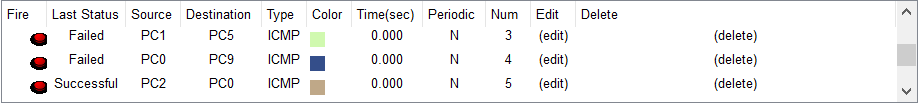 Fire Last Status Source Destination Type Color Time(sec) Periodic Num Edit Delete
Failed PC1 PC5 ICMP 0.000 N 3 (edit) (delete)
Failed PC0 PC9 ICMP 0.000 N 4 (edit) (delete)
Successful PC2 PC0 ICMP 0.000 N 5 (edit) (delete)